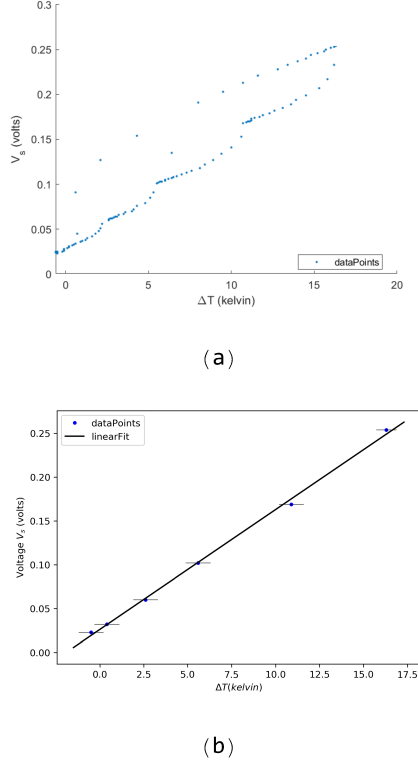 0.3
0.25
0.2
0.15
0.1
0.05
0
V_s (volts)
0 5 10 15 20
ΔT (kelvin)
dataPoints
(a)
dataPoints
linearFit
0.25
0.20
0.15
0.10
0.05
0.00
Voltage V_s (volts)
0.0 2.5 5.0 7.5 10.0 12.5 15.0 17.5
ΔT(kelvin)
(b)